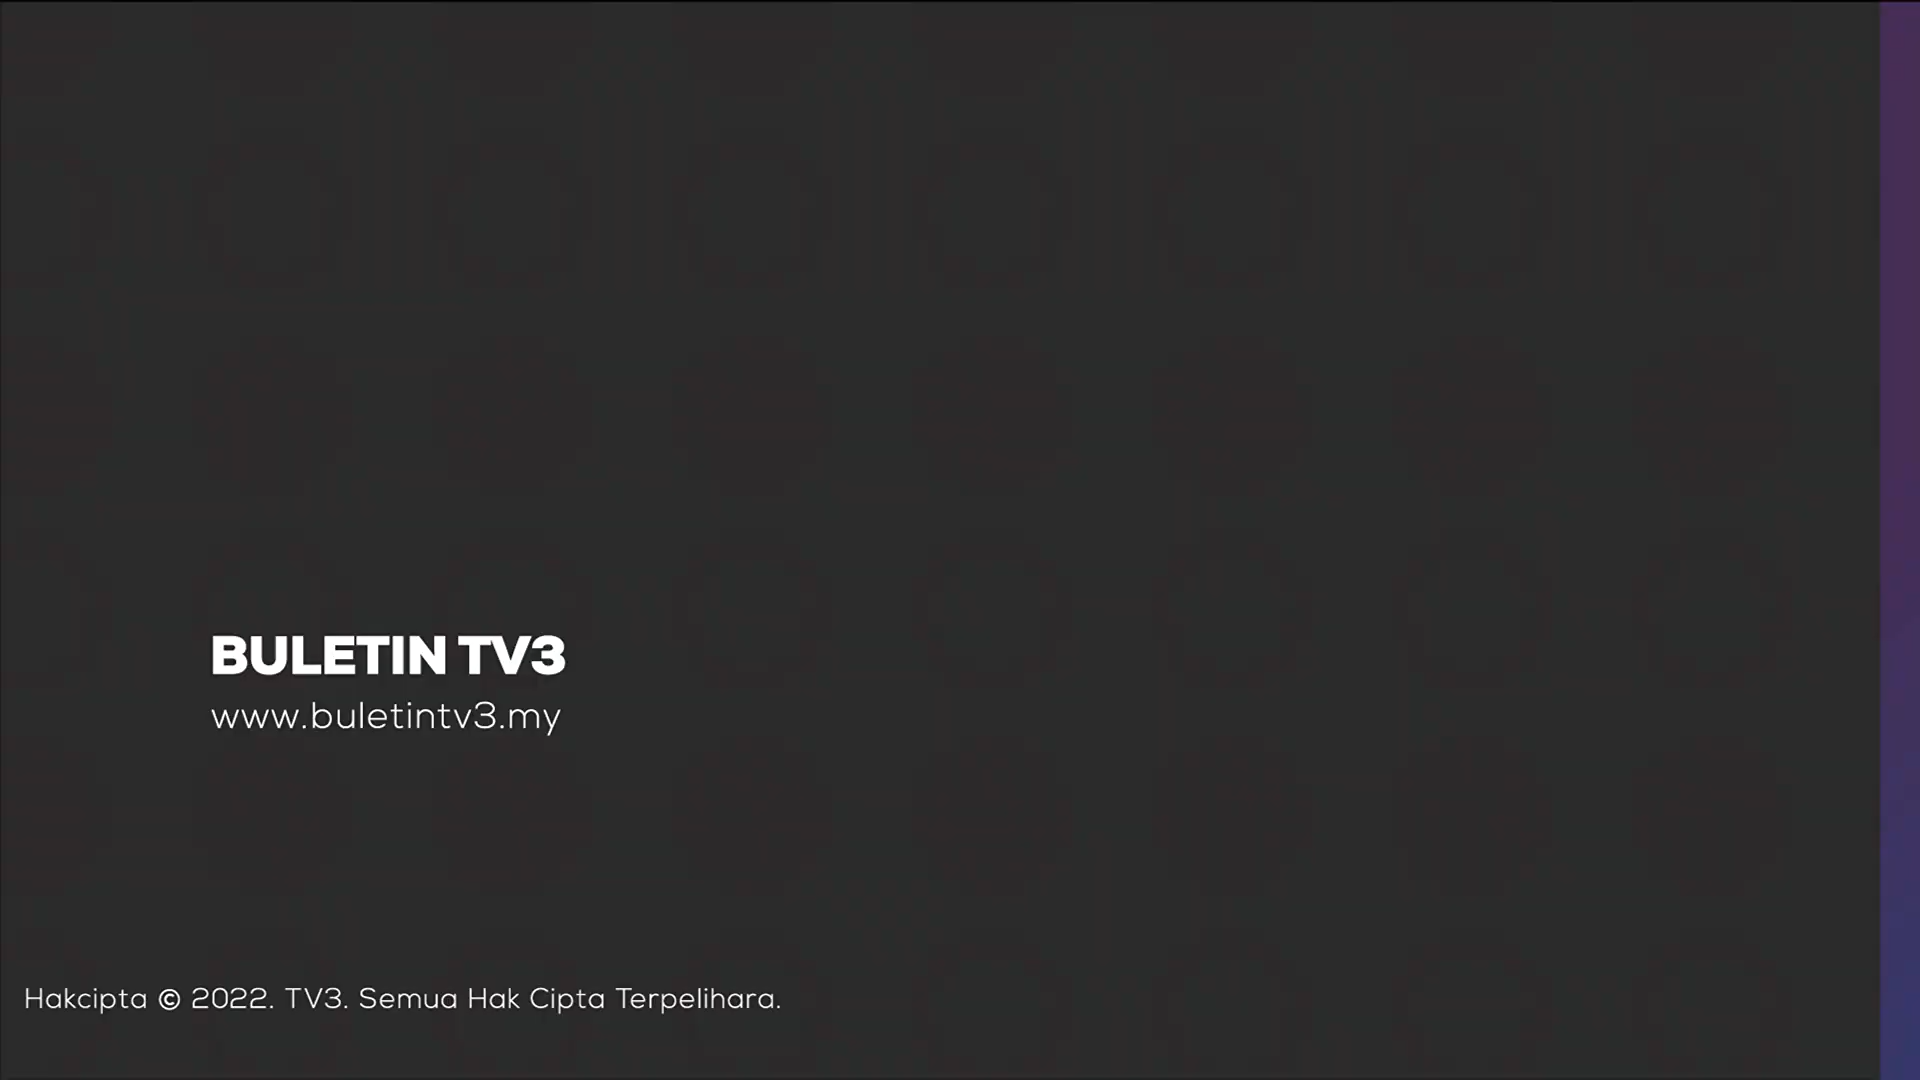 BULETIN TV3
www.buletintv3.my
Hakcipta © 2022. TV3. Semua Hak Cipta Terpelihara.